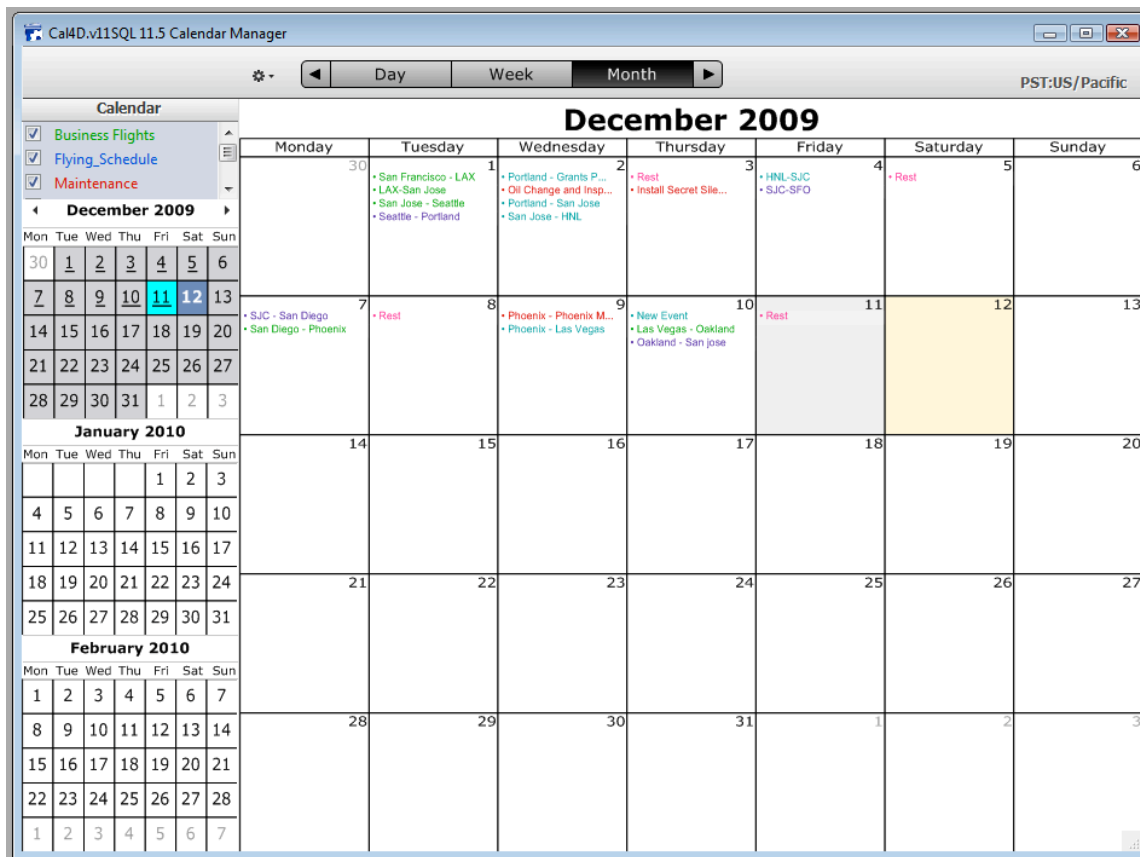 Cal4D.v11SQL 11.5 Calendar Manager
Day Week Month
PST:US/Pacific
Calendar
Business Flights
Flying_Schedule
Maintenance
December 2009
Mon Tue Wed Thu Fri Sat Sun
30 1 2 3 4 5 6
7 8 9 10 11 12 13
14 15 16 17 18 19 20
21 22 23 24 25 26 27
28 29 30 31 1 2 3
January 2010
Mon Tue Wed Thu Fri Sat Sun
1 2 3
4 5 6 7 8 9 10
11 12 13 14 15 16 17
18 19 20 21 22 23 24
25 26 27 28 29 30 31
February 2010
Mon Tue Wed Thu Fri Sat Sun
1 2 3 4 5 6 7
8 9 10 11 12 13 14
15 16 17 18 19 20 21
22 23 24 25 26 27 28
1 2 3 4 5 6 7
December 2009
Monday Tuesday Wednesday Thursday Friday Saturday Sunday
30
1
• San Francisco - LAX
• LAX-San Jose
• San Jose - Seattle
• Seattle - Portland
2
• Portland - Grants P...
• Oil Change and Insp...
• Portland - San Jose
• San Jose - HNL
3
• Rest
• Install Secret Sile...
4
• HNL-SJC
• SJC-SFO
5
• Rest
6
7
• SJC - San Diego
• San Diego - Phoenix
8
• Rest
9
• Phoenix - Phoenix M...
• Phoenix - Las Vegas
10
• New Event
• Las Vegas - Oakland
• Oakland - San jose
11
• Rest
12
13
14 15 16 17 18 19 20
21 22 23 24 25 26 27
28 29 30 31 1 2 3